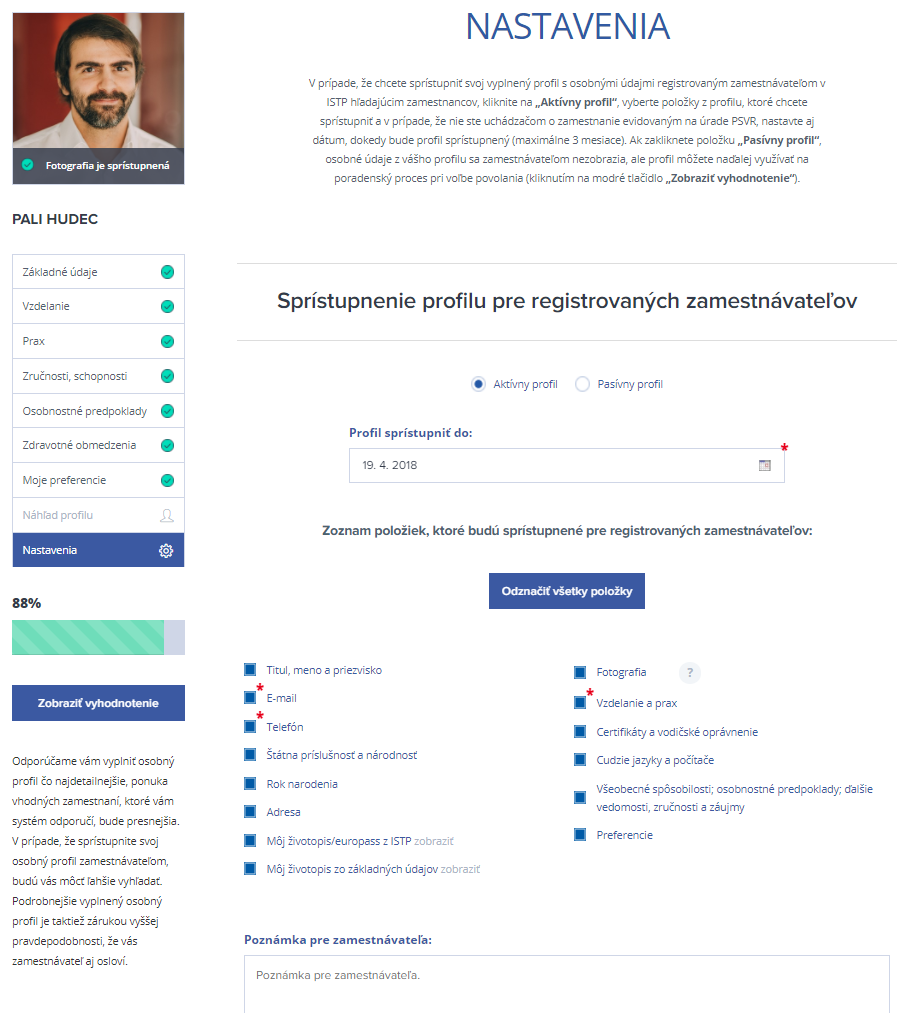 Fotografia je sprístupnená
PALI HUDEC
Základné údaje
Vzdelanie
Prax
Zručnosti, schopnosti
Osobnostné predpoklady
Zdravotné obmedzenia
Moje preferencie
Náhľad profilu
Nastavenia
88%
Zobraziť vyhodnotenie
Odporúčame vám vyplniť osobný
profil čo najdetailnejšie, ponuka
vhodných zamestnaní, ktoré vám
systém odporučí, bude presnejšia.
V prípade, že sprístupnite svoj
osobný profil zamestnávateľom,
budú vás môcť ľahšie vyhľadať.
Podrobnejšie vyplnený osobný
profil je taktiež zárukou vyššej
pravdepodobnosti, že vás
zamestnávateľ aj osloví.
NASTAVENIA
V prípade, že chcete sprístupniť svoj vyplnený profil s osobnými údajmi registrovaným zamestnávateľom v
ISTP hľadajúcim zamestnancov, kliknite na „Aktívny profil“, vyberte položky z profilu, ktoré chcete
sprístupniť a v prípade, že nie ste uchádzačom o zamestnanie evidovaným na úrade PSVR, nastavte aj
dátum, dokedy bude profil sprístupnený (maximálne 3 mesiace). Ak zakliknete položku „Pasívny profil“,
osobné údaje z vášho profilu sa zamestnávateľom nezobrazia, ale profil môžete naďalej využívať na
poradenský proces pri voľbe povolania (kliknutím na modré tlačidlo „Zobraziť vyhodnotenie“).
Sprístupnenie profilu pre registrovaných zamestnávateľov
Aktívny profil Pasívny profil
Profil sprístupniť do:
*
19. 4. 2018
Zoznam položiek, ktoré budú sprístupnené pre registrovaných zamestnávateľov:
Odznačiť všetky položky
Titul, meno a priezvisko
* E-mail
* Telefón
Štátna príslušnosť a národnosť
Rok narodenia
Adresa
Môj životopis/europass z ISTP zobraziť
Môj životopis zo základných údajov zobraziť
Fotografia ?
* Vzdelanie a prax
Certifikáty a vodičské oprávnenie
Cudzie jazyky a počítače
Všeobecné spôsobilosti; osobnostné predpoklady; ďalšie
vedomosti, zručnosti a záujmy
Preferencie
Poznámka pre zamestnávateľa:
Poznámka pre zamestnávateľa.